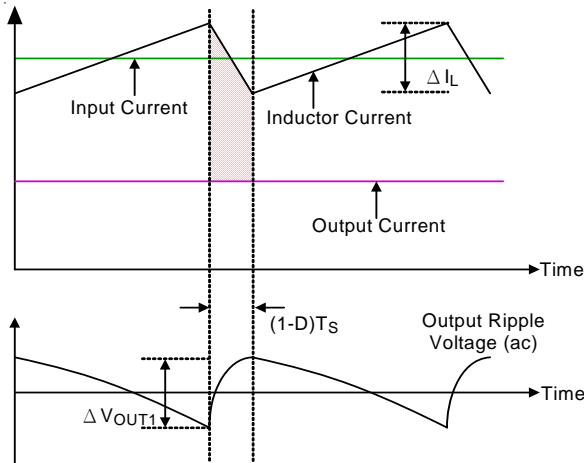 Δ I_L
Input Current
Inductor Current
Output Current
Time
(1-D)T_S
Output Ripple
Voltage (ac)
Time
Δ V_OUT1